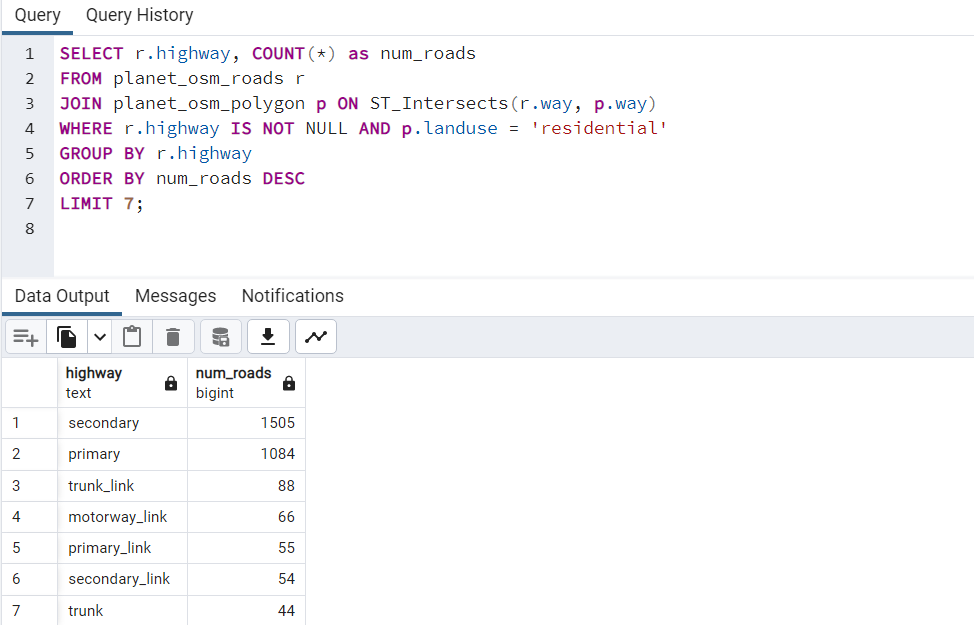 Query Query History
1 SELECT r.highway, COUNT(*) as num_roads
2 FROM planet_osm_roads r
3 JOIN planet_osm_polygon p ON ST_Intersects(r.way, p.way)
4 WHERE r.highway IS NOT NULL AND p.landuse = 'residential'
5 GROUP BY r.highway
6 ORDER BY num_roads DESC
7 LIMIT 7;
8
Data Output Messages Notifications
highway num_roads
text bigint
1 secondary 1505
2 primary 1084
3 trunk_link 88
4 motorway_link 66
5 primary_link 55
6 secondary_link 54
7 trunk 44